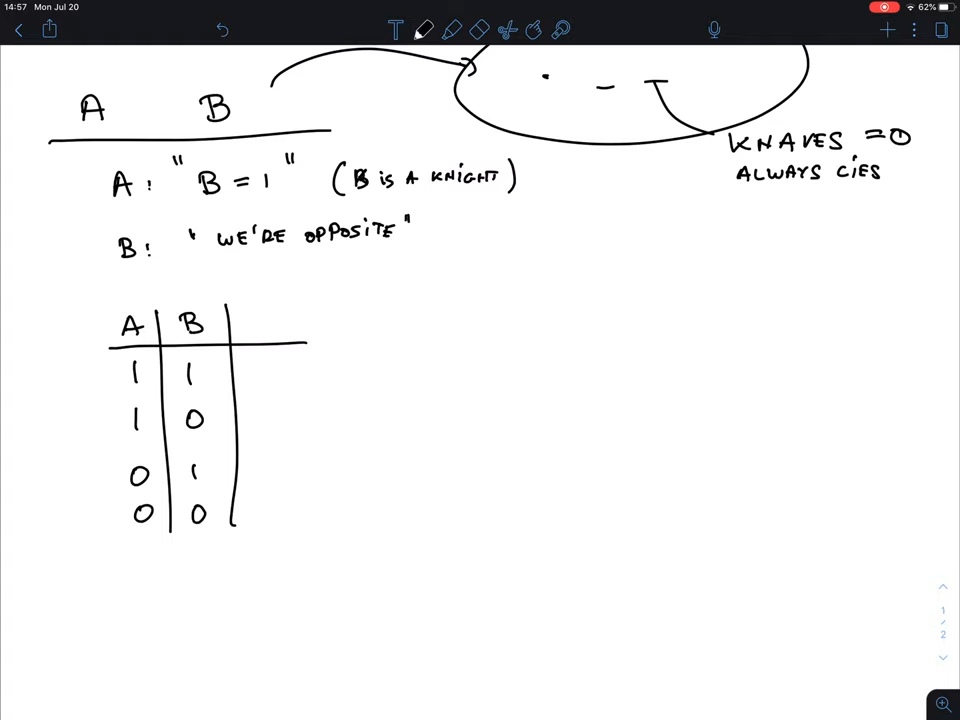 14:57 Mon Jul 20
62%
A B
KNAVES = 0
ALWAYS LIES
A: "B = 1" (B IS A KNIGHT)
B: "WE'RE OPPOSITE"
A B
1 1
1 0
0 1
0 0
1
/
2